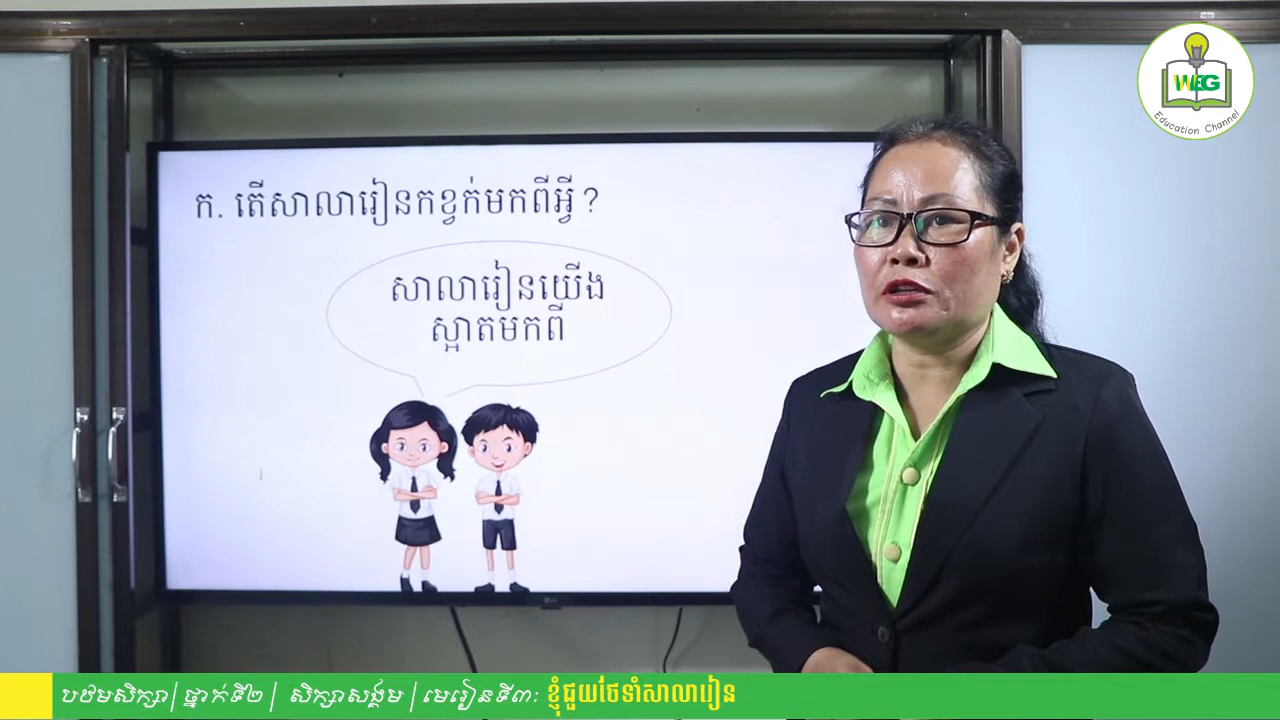 WEG
Education Channel
ក. តើសាលារៀនកខ្វក់មកពីអ្វី ?
សាលារៀនយើង
ស្អាតមកពី
បឋមសិក្សា| ថ្នាក់ទី២ | សិក្សាសង្គម | មេរៀនទី៣: ខ្ញុំជួយថែទាំសាលារៀន